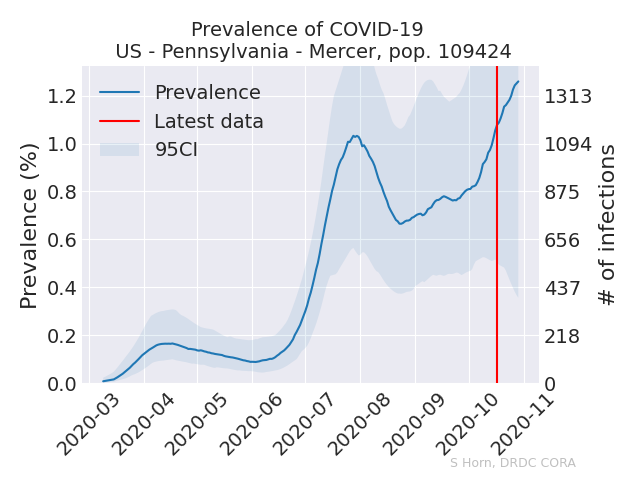 Prevalence of COVID-19
US - Pennsylvania - Mercer, pop. 109424
Prevalence
Latest data
95CI
Prevalence (%)
1.2
1.0
0.8
0.6
0.4
0.2
0.0
1313
1094
875
656
437
218
0
# of infections
2020-03
2020-04
2020-05
2020-06
2020-07
2020-08
2020-09
2020-10
2020-11
S Horn, DRDC CORA